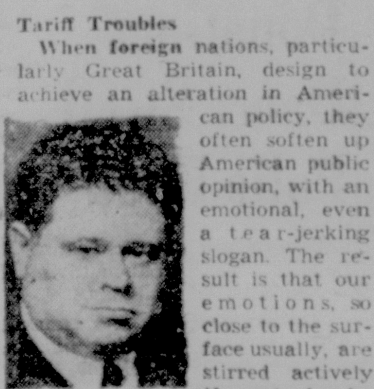 Tariff Troubles
When foreign nations, particu-
larly Great Britain, design to
achieve an alteration in Ameri-
can policy, they
often soften up
American public
opinion, with an
emotional, even
a tear-jerking
slogan. The re-
sult is that our
emotions, so
close to the sur-
face usually, are
stirred actively